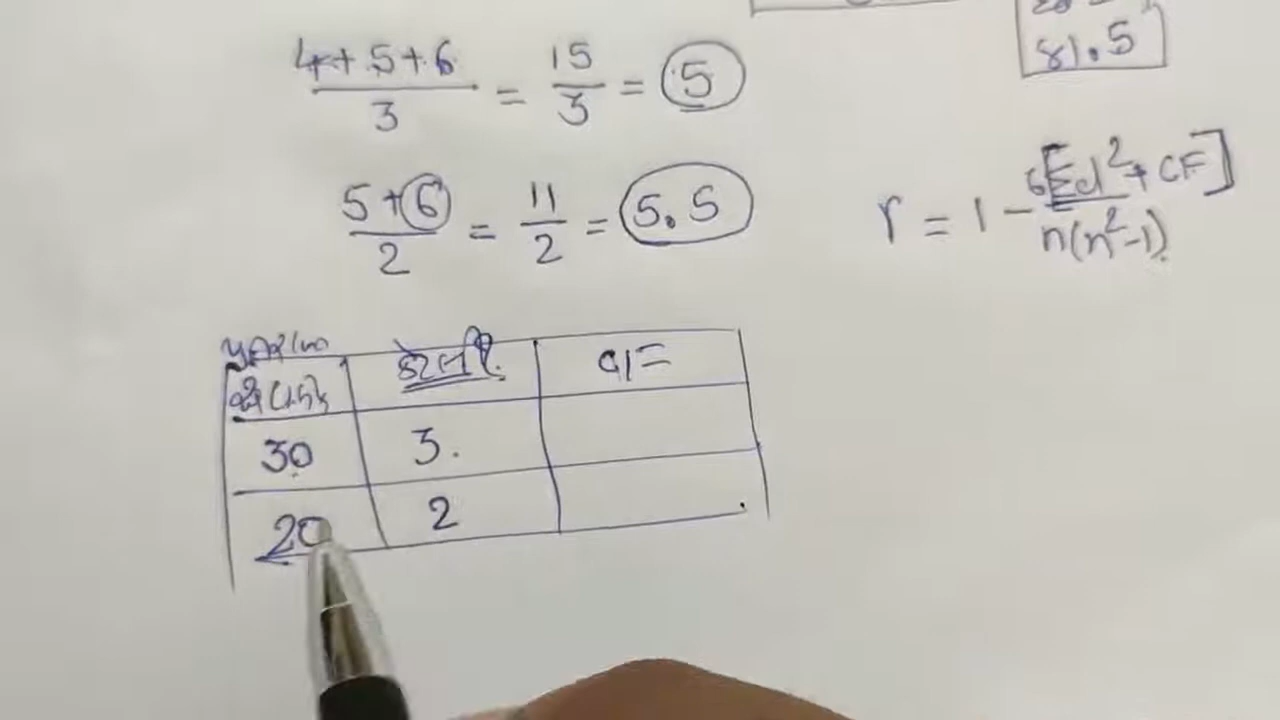 81.5
4+5+6/3 = 15/3 = 5
5+6/2 = 11/2 = 5.5
r = 1 - 6[Σd²+CF]/n(n²-1)
30 3.
20 2